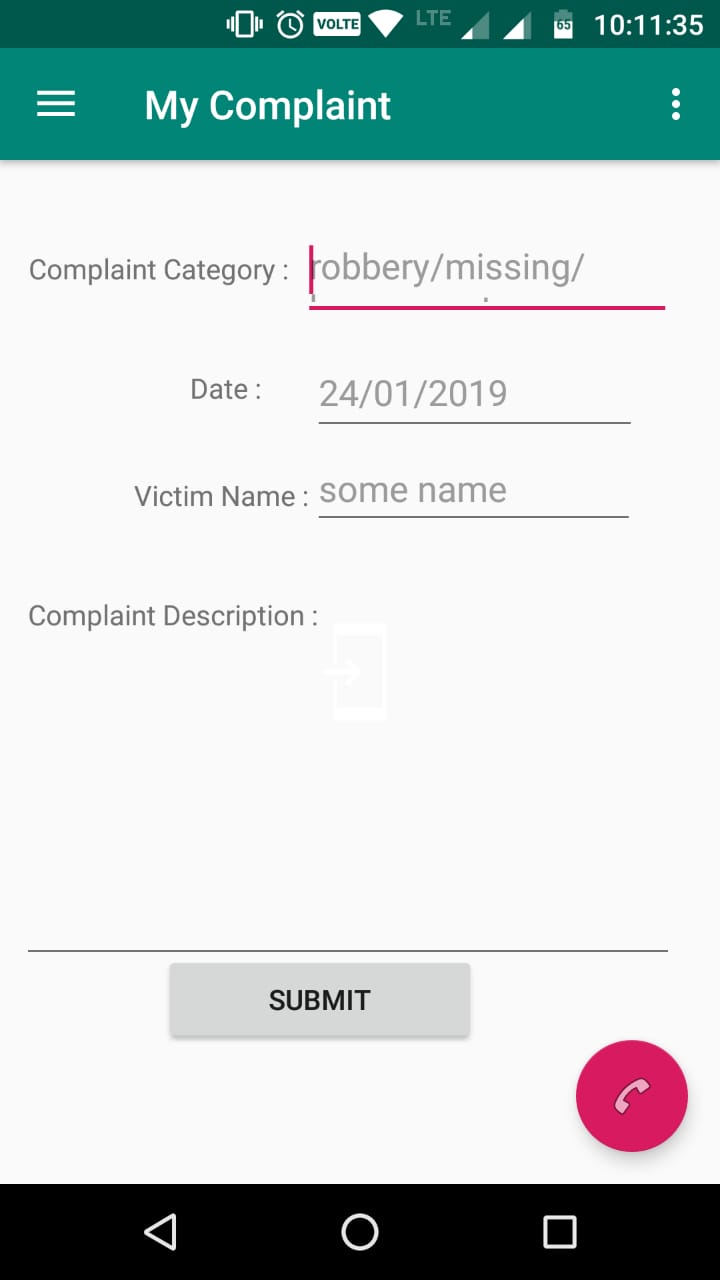 VOLTE LTE 65 10:11:35
My Complaint
Complaint Category : robbery/missing/
Date : 24/01/2019
Victim Name : some name
Complaint Description :
SUBMIT